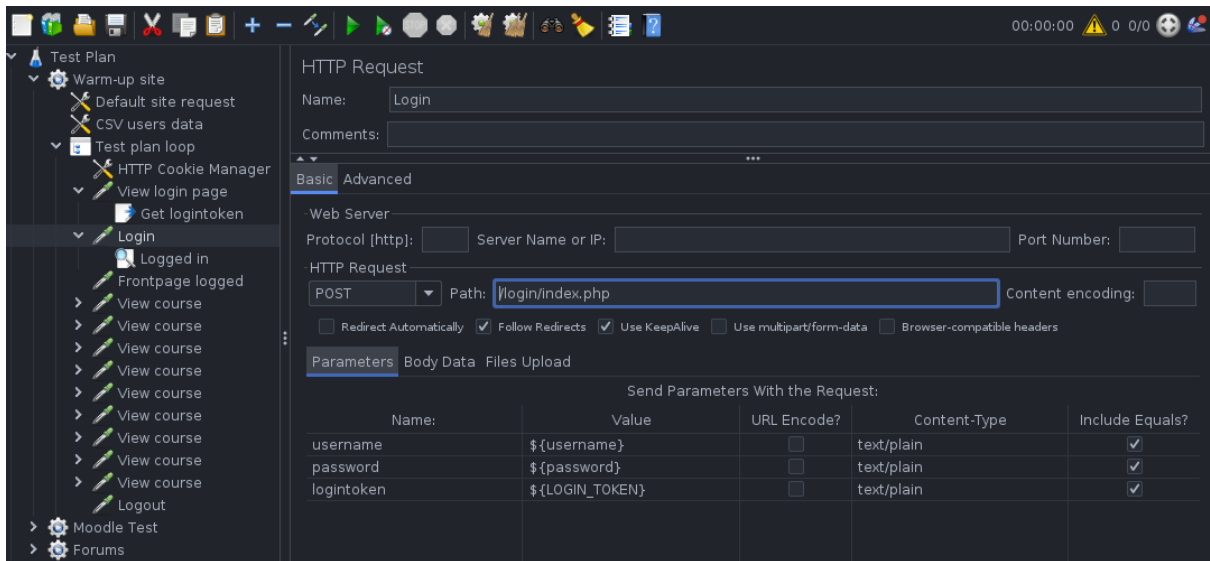 00:00:00 0 0/0
Test Plan
Warm-up site
Default site request
CSV users data
Test plan loop
HTTP Cookie Manager
View login page
Get logintoken
Login
Logged in
Frontpage logged
View course
View course
View course
View course
View course
View course
View course
View course
View course
Logout
Moodle Test
Forums
HTTP Request
Name: Login
Comments:
Basic Advanced
Web Server
Protocol [http]: Server Name or IP: Port Number:
HTTP Request
POST Path: /login/index.php Content encoding:
Redirect Automatically Follow Redirects Use KeepAlive Use multipart/form-data Browser-compatible headers
Parameters Body Data Files Upload
Send Parameters With the Request:
Name: Value URL Encode? Content-Type Include Equals?
username ${username} text/plain
password ${password} text/plain
logintoken ${LOGIN_TOKEN} text/plain